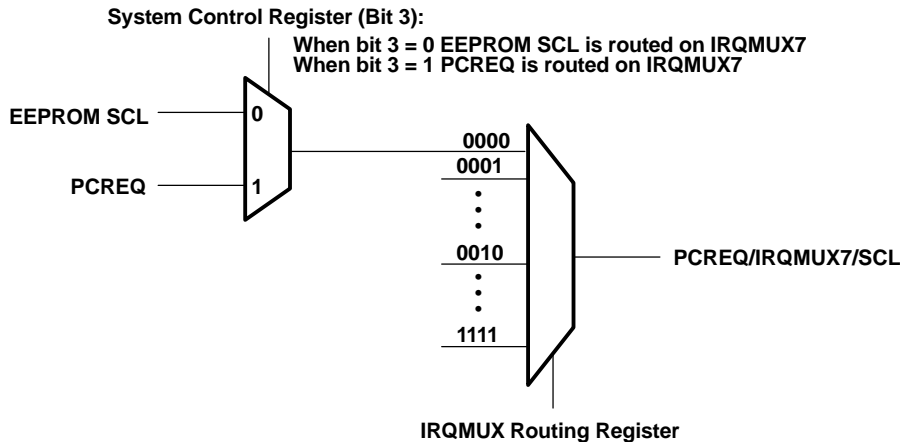 System Control Register (Bit 3):
When bit 3 = 0 EEPROM SCL is routed on IRQMUX7
When bit 3 = 1 PCREQ is routed on IRQMUX7
EEPROM SCL
0
PCREQ
1
0000
0001
0010
1111
PCREQ/IRQMUX7/SCL
IRQMUX Routing Register